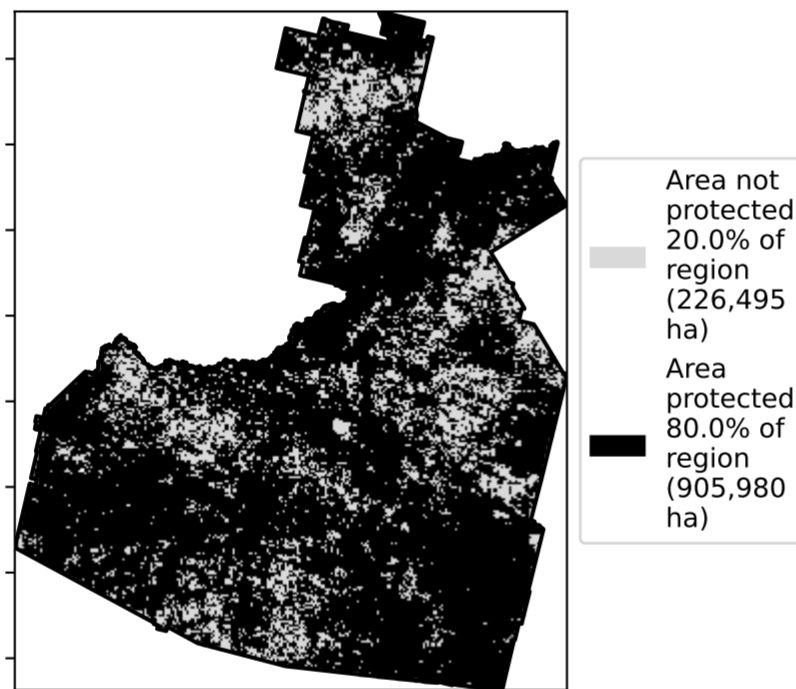 Area not
protected
20.0% of
region
(226,495
ha)
Area
protected
80.0% of
region
(905,980
ha)